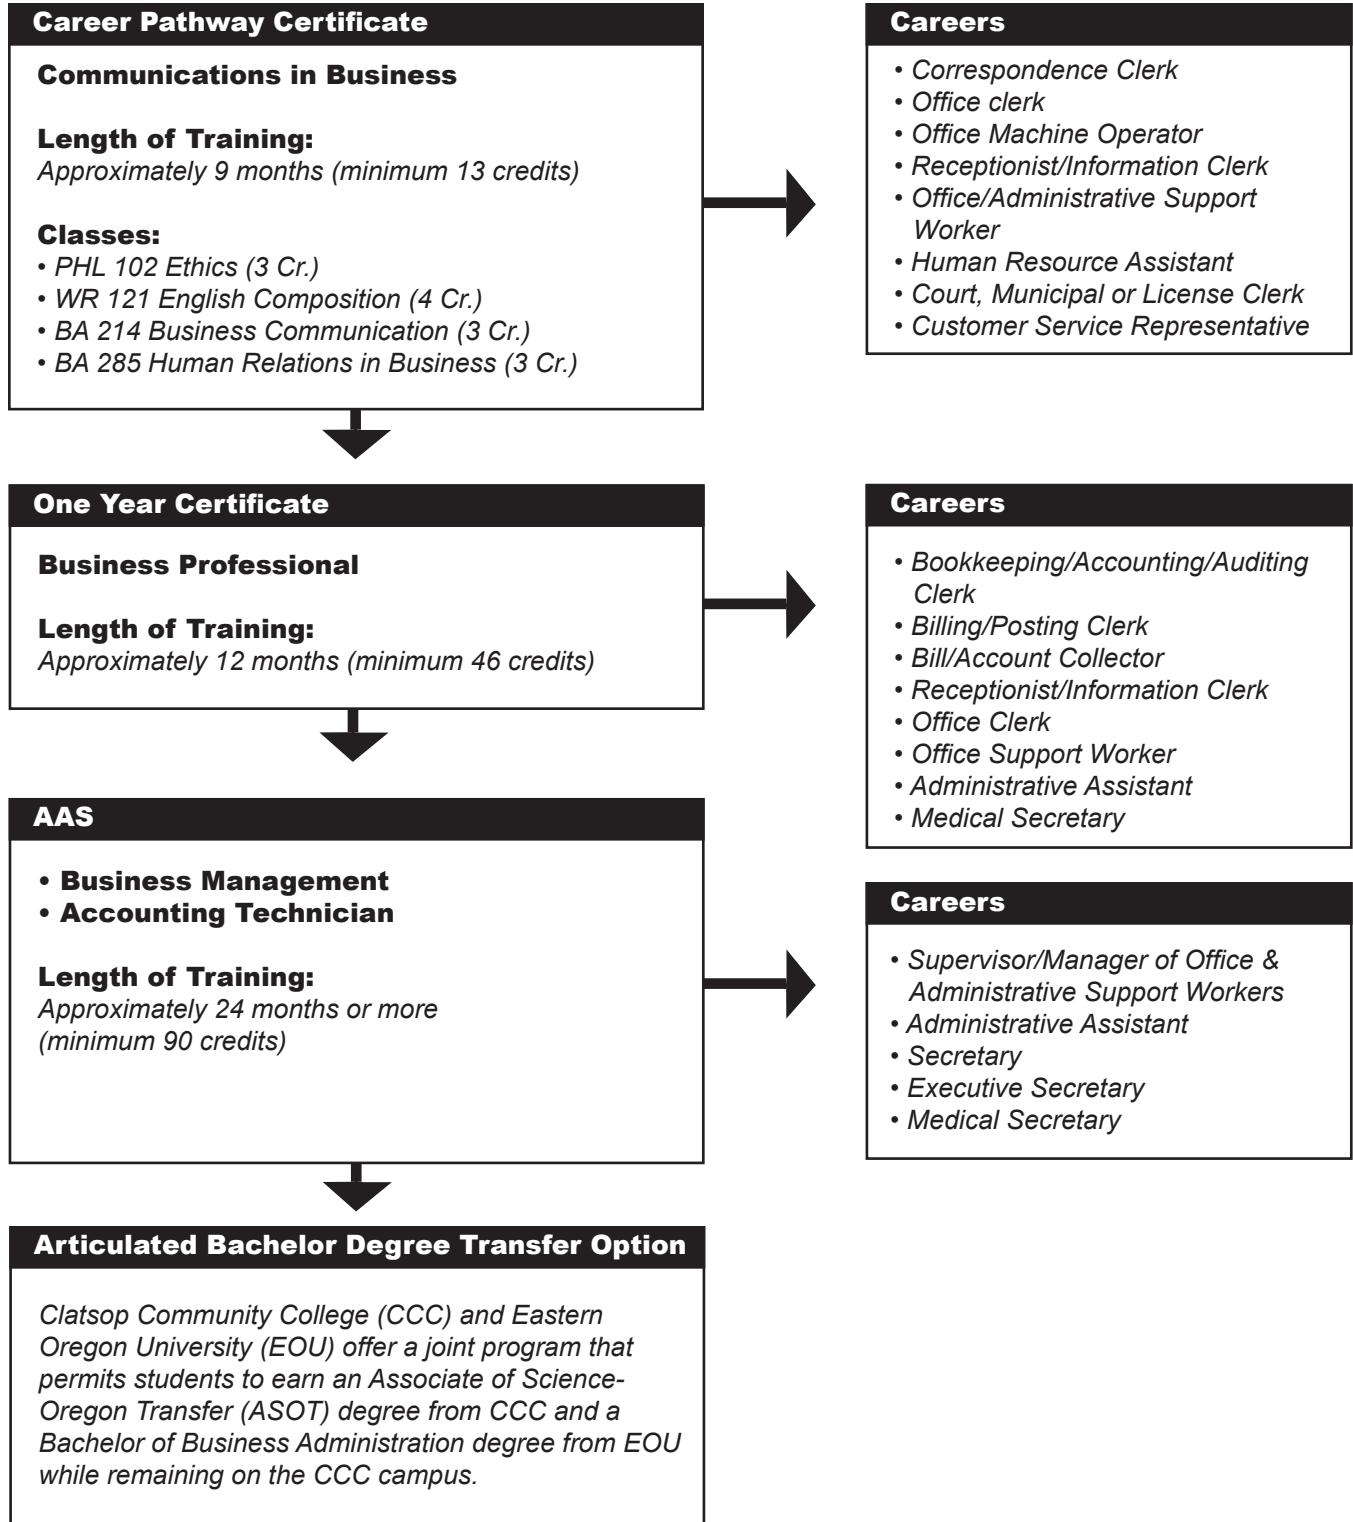 Career Pathway Certificate
Communications in Business
Length of Training:
Approximately 9 months (minimum 13 credits)
Classes:
• PHL 102 Ethics (3 Cr.)
• WR 121 English Composition (4 Cr.)
• BA 214 Business Communication (3 Cr.)
• BA 285 Human Relations in Business (3 Cr.)
Careers
• Correspondence Clerk
• Office clerk
• Office Machine Operator
• Receptionist/Information Clerk
• Office/Administrative Support
Worker
• Human Resource Assistant
• Court, Municipal or License Clerk
• Customer Service Representative
One Year Certificate
Business Professional
Length of Training:
Approximately 12 months (minimum 46 credits)
Careers
• Bookkeeping/Accounting/Auditing
Clerk
• Billing/Posting Clerk
• Bill/Account Collector
• Receptionist/Information Clerk
• Office Clerk
• Office Support Worker
• Administrative Assistant
• Medical Secretary
AAS
• Business Management
• Accounting Technician
Length of Training:
Approximately 24 months or more
(minimum 90 credits)
Careers
• Supervisor/Manager of Office &
Administrative Support Workers
• Administrative Assistant
• Secretary
• Executive Secretary
• Medical Secretary
Articulated Bachelor Degree Transfer Option
Clatsop Community College (CCC) and Eastern
Oregon University (EOU) offer a joint program that
permits students to earn an Associate of Science-
Oregon Transfer (ASOT) degree from CCC and a
Bachelor of Business Administration degree from EOU
while remaining on the CCC campus.